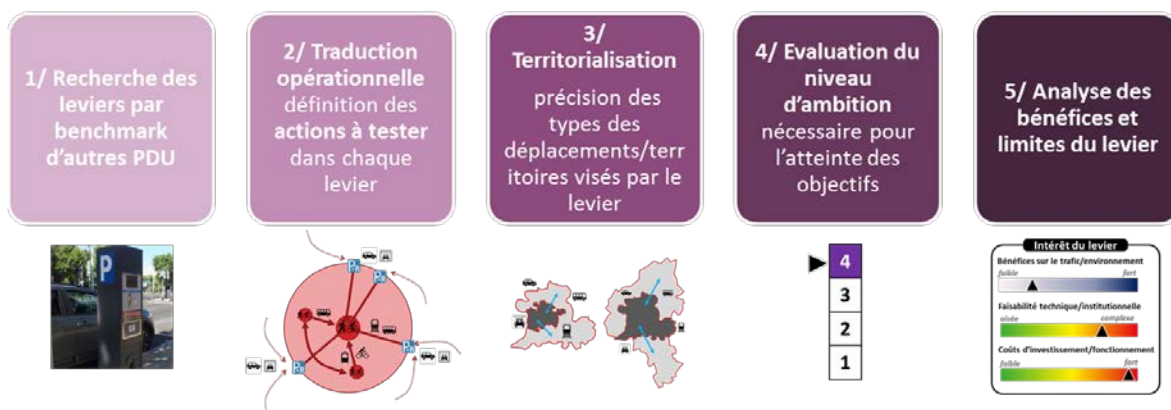 1/ Recherche des
leviers par
benchmark
d'autres PDU
2/ Traduction
opérationnelle
définition des
actions à tester
dans chaque
levier
3/
Territorialisation
précision des
types des
déplacements/terr
itoires visés par le
levier
4/ Evaluation du
niveau
d'ambition
nécessaire pour
l'atteinte des
objectifs
5/ Analyse des
bénéfices et
limites du levier
P
P+R
P+R
P+R
P+R
4
3
2
1
Intérêt du levier
Bénéfices sur le trafic/environnement
faible fort
Faisabilité technique/institutionnelle
aisée complexe
Coûts d'investissement/fonctionnement
faible fort